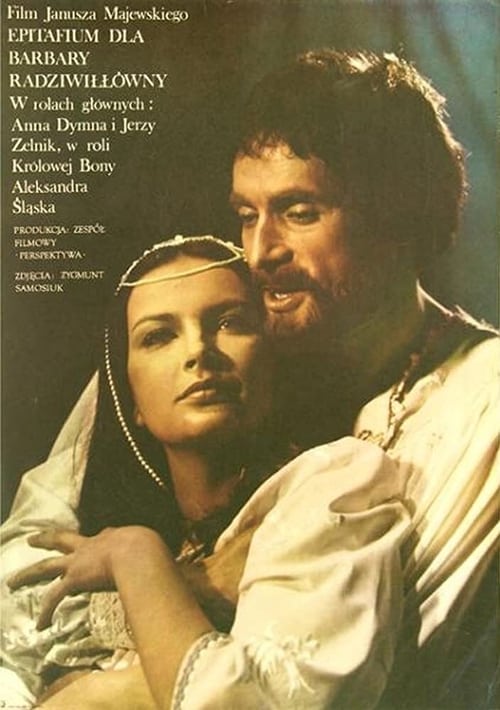 Film Janusza Majewskiego
EPITAFIUM DLA
BARBARY
RADZIWIŁŁÓWNY
W rolach głównych:
Anna Dymna i Jerzy
Zelnik, w roli
Królowej Bony
Aleksandra
Śląska
PRODUKCJA: ZESPÓŁ
FILMOWY
·PERSPEKTYWA·
ZDJĘCIA: ZYGMUNT
SAMOSIUK